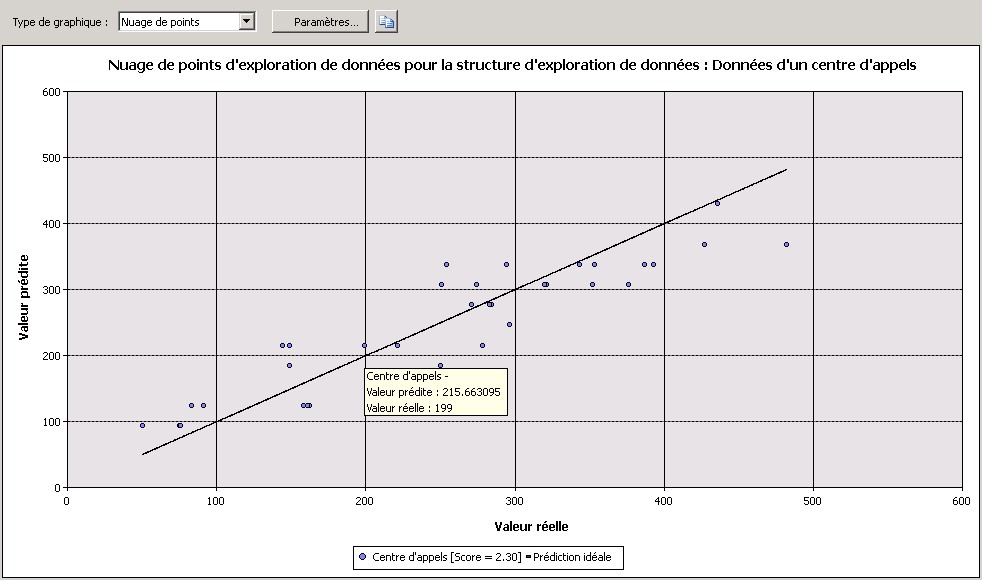 Type de graphique : Nuage de points Paramètres...
Nuage de points d'exploration de données pour la structure d'exploration de données : Données d'un centre d'appels
600
500
400
300
200
100
0
Valeur prédite
Centre d'appels -
Valeur prédite : 215.663095
Valeur réelle : 199
0 100 200 300 400 500 600
Valeur réelle
Centre d'appels [Score = 2.30] Prédiction idéale